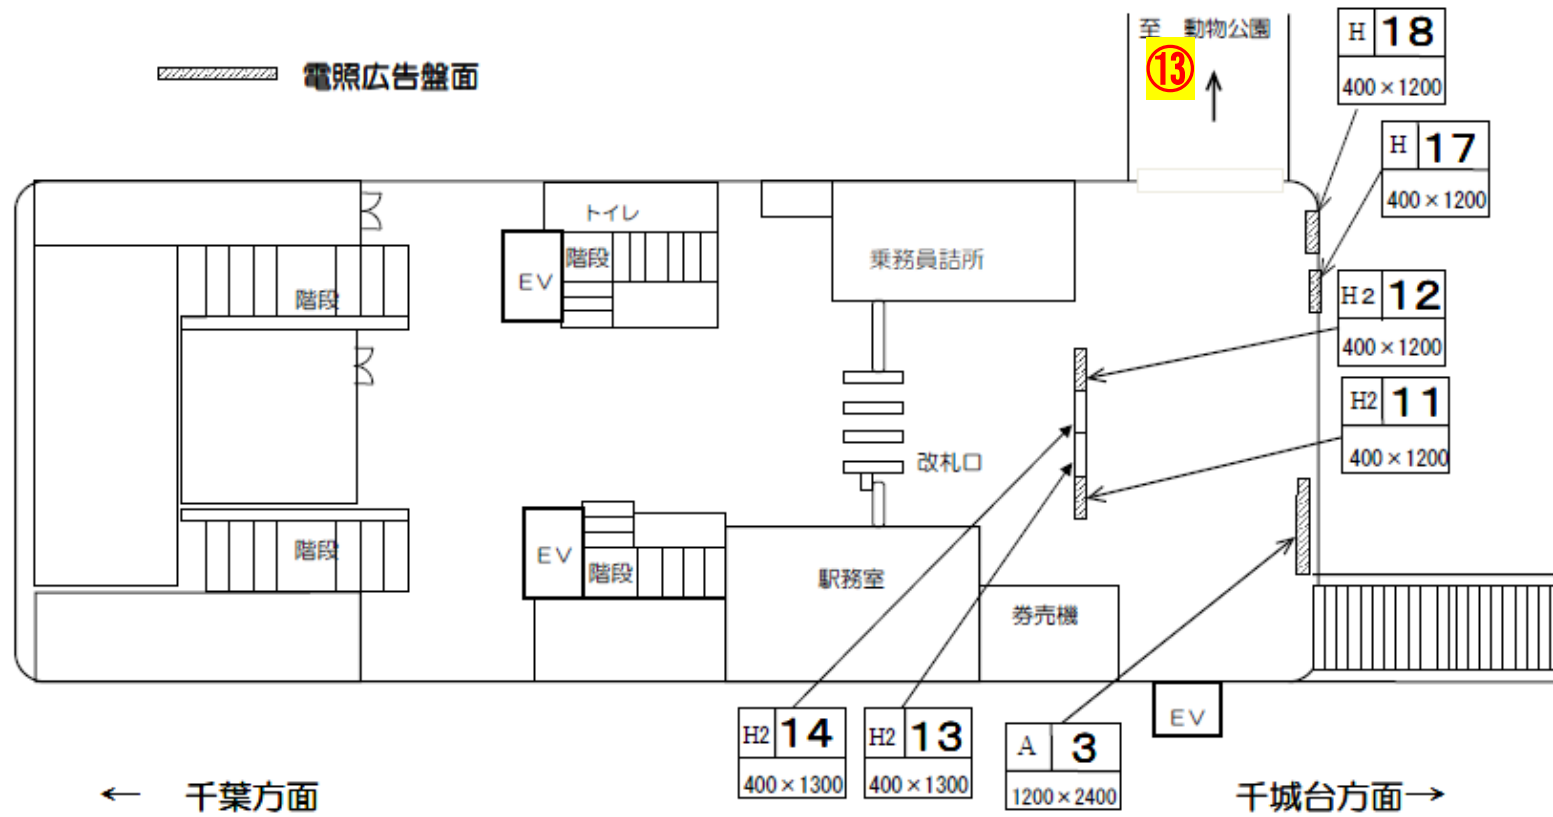 電照広告盤面
至 動物公園
⑬
↑
H 18
400×1200
H 17
400×1200
H2 12
400×1200
H2 11
400×1200
トイレ
階段
EV
乗務員詰所
階段
改札口
階段
EV
階段
駅務室
券売機
EV
H2 14
400×1300
H2 13
400×1300
A 3
1200×2400
← 千葉方面
千城台方面→